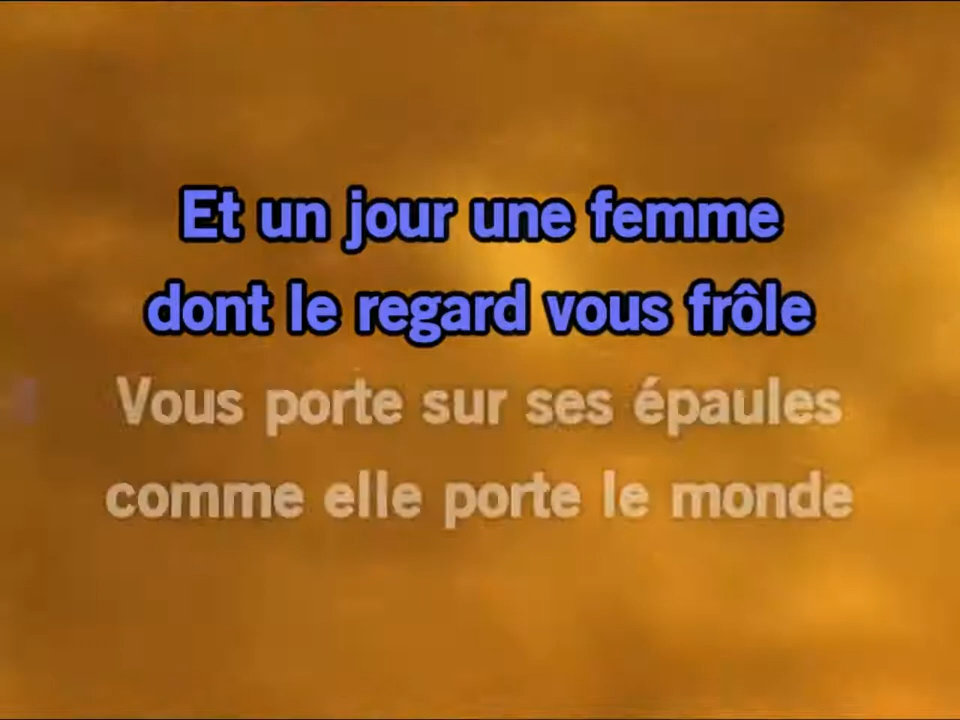 Et un jour une femme
dont le regard vous frôle
Vous porte sur ses épaules
comme elle porte le monde